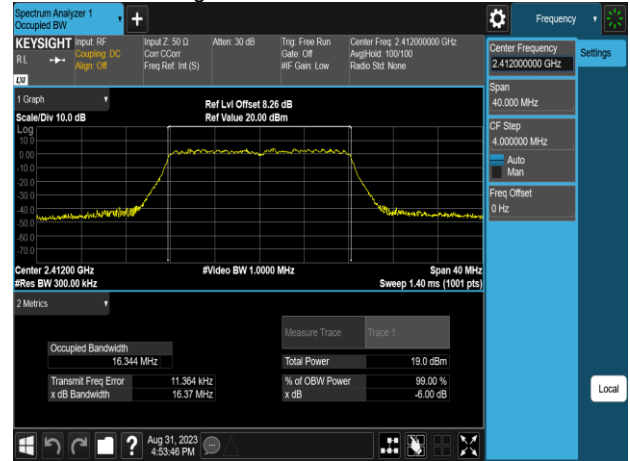 Spectrum Analyzer 1
Occupied BW
Frequency
KEYSIGHT Input: RF Input Z: 50 Ω Atten: 30 dB Trig: Free Run Center Freq: 2.412000000 GHz
RL Coupling: DC Corr CCorr Gate: Off Avg|Hold: 100/100
Align: Off Freq Ref: Int (S) #IF Gain: Low Radio Std: None
LXI
Center Frequency
2.412000000 GHz
Settings
Span
40.000 MHz
CF Step
4.000000 MHz
Auto
Man
Freq Offset
0 Hz
Local
1 Graph
Ref Lvl Offset 8.26 dB
Scale/Div 10.0 dB Ref Value 20.00 dBm
Log
10.0
0.00
-10.0
-20.0
-30.0
-40.0
-50.0
-60.0
-70.0
Center 2.41200 GHz #Video BW 1.0000 MHz Span 40 MHz
#Res BW 300.00 kHz Sweep 1.40 ms (1001 pts)
2 Metrics
Measure Trace Trace 1
Occupied Bandwidth
16.344 MHz Total Power 19.0 dBm
Transmit Freq Error 11.364 kHz % of OBW Power 99.00 %
x dB Bandwidth 16.37 MHz x dB -6.00 dB
Aug 31, 2023
4:53:46 PM